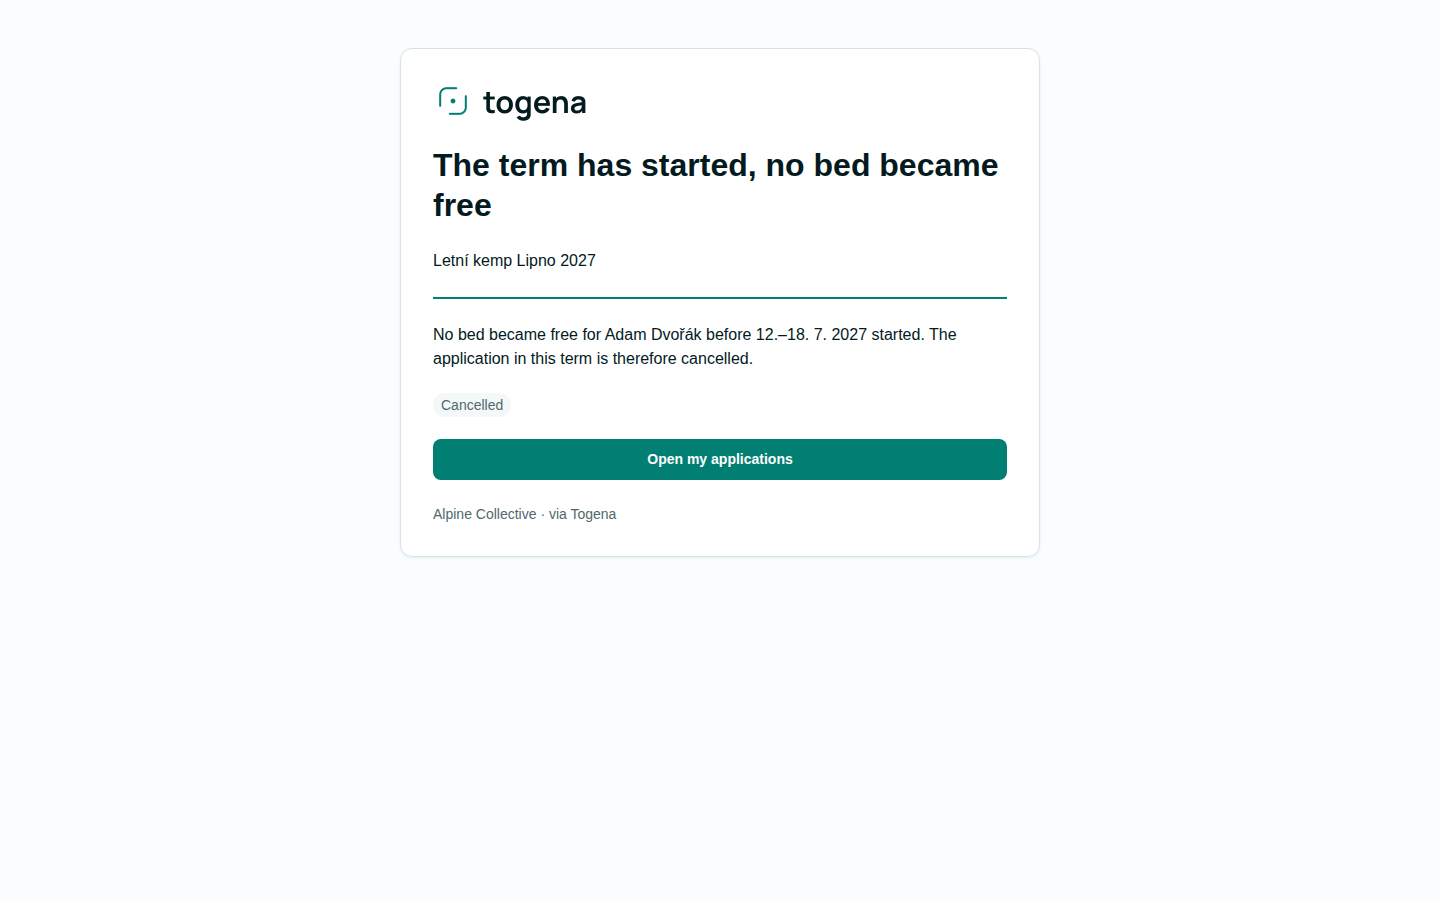 togena
The term has started, no bed became
free
Letní kemp Lipno 2027
No bed became free for Adam Dvořák before 12.–18. 7. 2027 started. The
application in this term is therefore cancelled.
Cancelled
Open my applications
Alpine Collective · via Togena